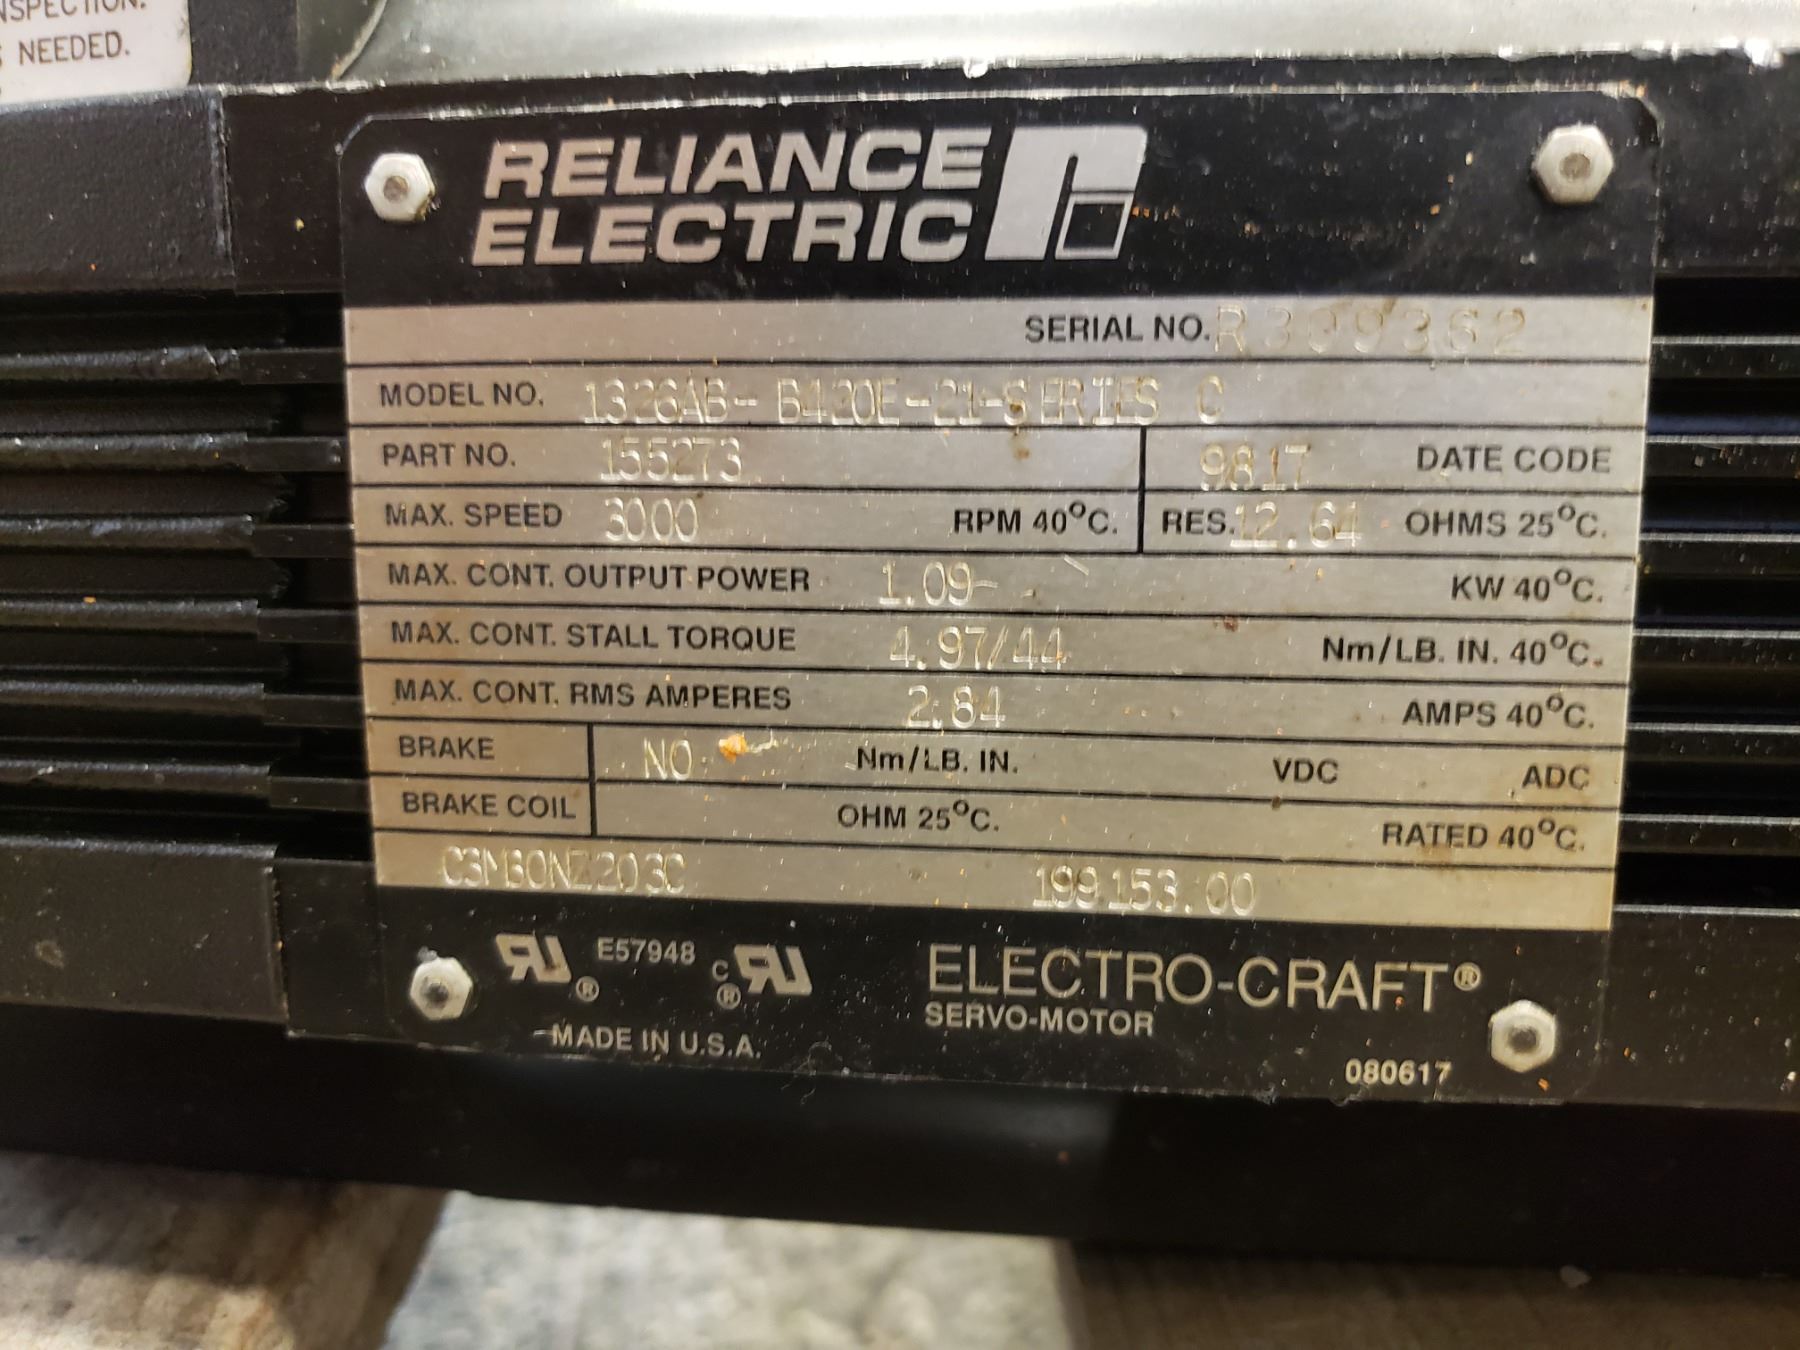 NSPECTION.
NEEDED.
RELIANCE
ELECTRIC
SERIAL NO. R309362
MODEL NO. 1326AB- B420E-21-SERIES C
PART NO. 155273 9817 DATE CODE
MAX. SPEED 3000 RPM 40°C. RES. 12.64 OHMS 25°C.
MAX. CONT. OUTPUT POWER 1.09 KW 40°C.
MAX. CONT. STALL TORQUE 4.97/44 Nm/LB. IN. 40°C.
MAX. CONT. RMS AMPERES 2.84 AMPS 40°C.
BRAKE NO Nm/LB. IN. VDC ADC
BRAKE COIL OHM 25°C. RATED 40°C.
199153.00
RU® E57948 C RU®
ELECTRO-CRAFT®
SERVO-MOTOR
MADE IN U.S.A.
080617